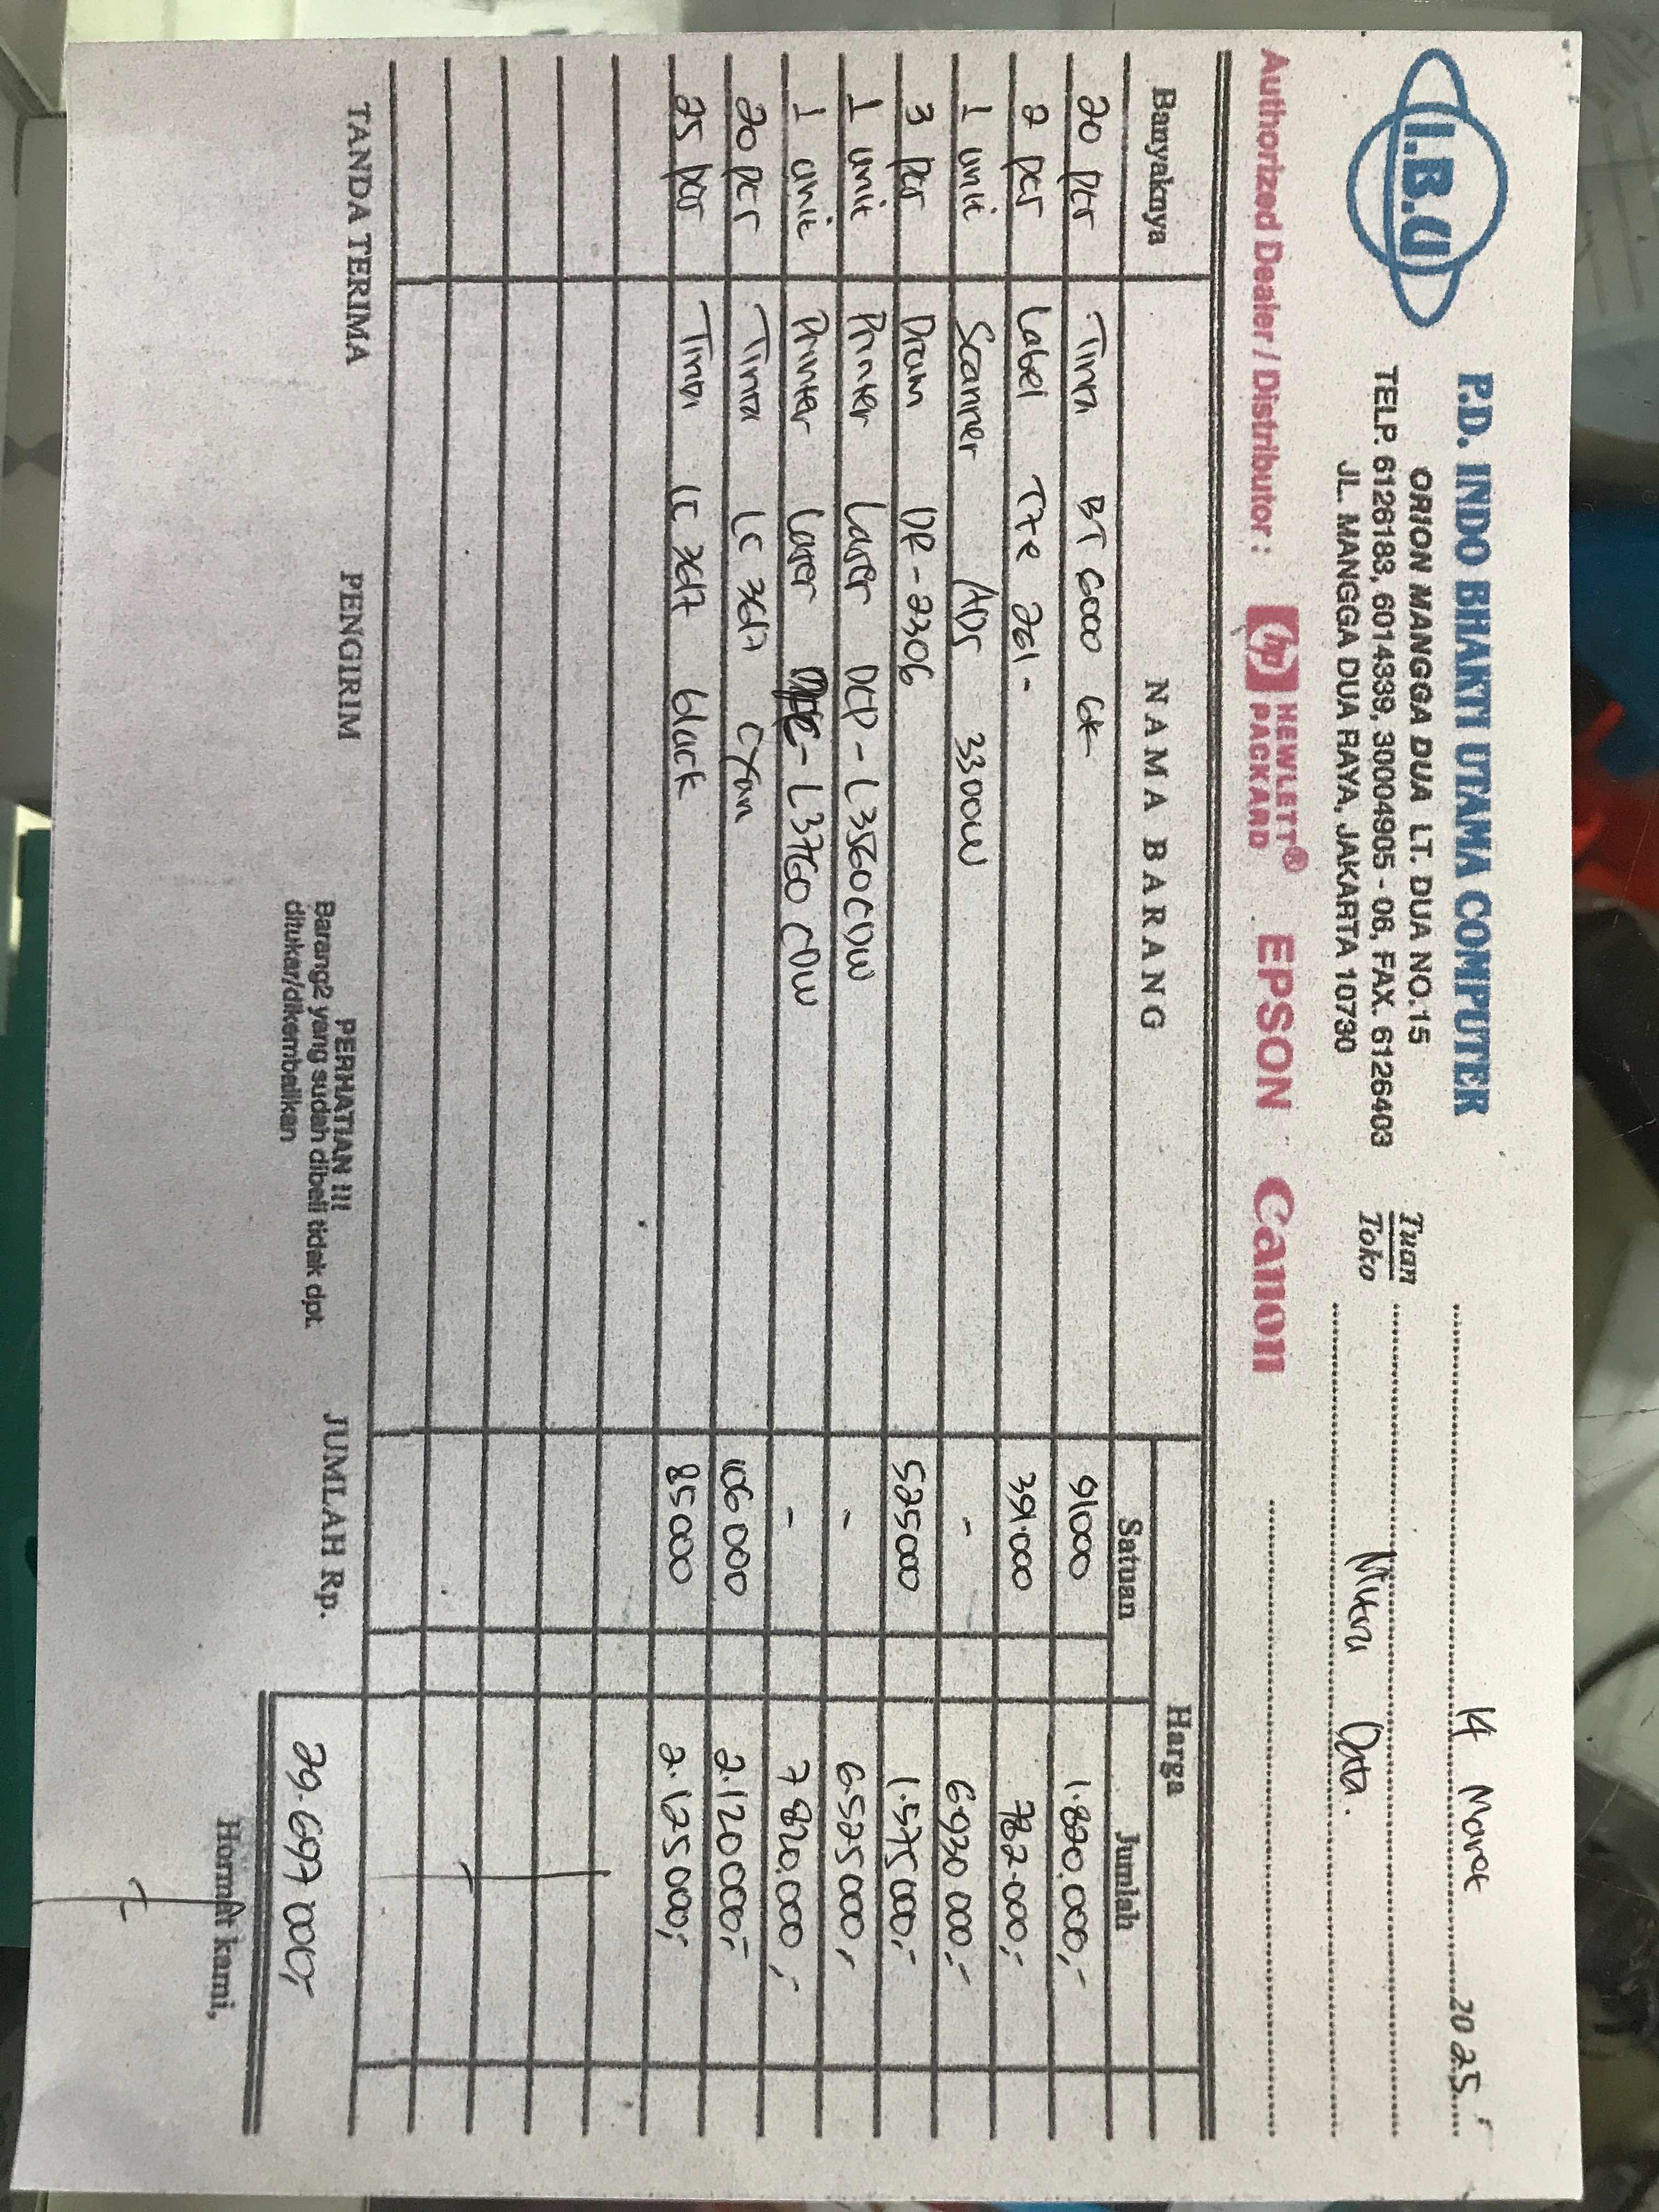 I.B.U
P.D. INDO BHAKTI UTAMA COMPUTER
ORION MANGGA DUA LT. DUA NO.15
TELP. 6126183, 6014839, 30004905 - 06, FAX. 6126403
JL. MANGGA DUA RAYA, JAKARTA 10730
14 Maret 2025
Tuan
Toko
Mitra Data.
Authorized Dealer / Distributor : hp HEWLETT® PACKARD EPSON Canon
Banyaknya NAMA BARANG Harga
Satuan Jumlah
20 pcs Tinta BT 6000 bk 91000 1.820.000,-
2 pcs Label Tze 261- 391.000 782.000,-
1 unit Scanner ADS 3300W - 6.930 000,-
3 pcs Drum DR-2306 525000 1.575 000,-
1 unit Printer Laser DCP-L3560CDW - 6.525 000,-
1 unit Printer Laser -L3760 CDW - 7 820.000,-
20 pcs Tinta LC 3617 Cyan 106 000 2.120 000,-
25 pcs Tinta LC 3617 black 85 000 2.125 000,-
TANDA TERIMA PENGIRIM JUMLAH Rp. 29.697 000,-
PERHATIAN !!!
Barang2 yang sudah dibeli tidak dpt.
ditukar/dikembalikan
Hormat kami,